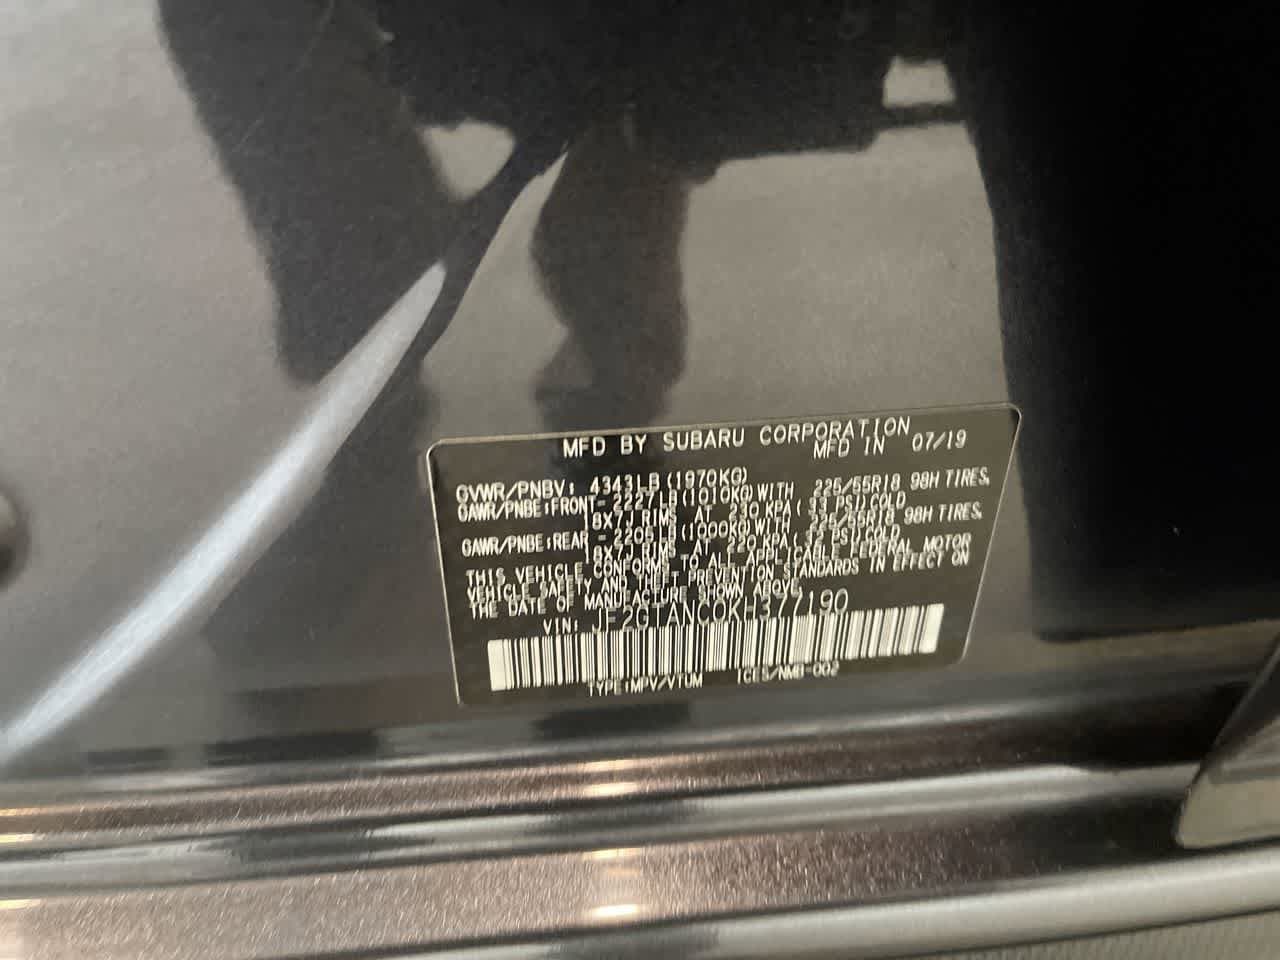 MFD BY SUBARU CORPORATION
MFD IN 07/19
GVWR/PNBV: 4343LB (1970KG)
GAWR/PNBE:FRONT- 2227LB(1010KG)WITH 225/55R18 98H TIRES,
18X7J RIMS AT 230 KPA( 33 PSI)COLD
GAWR/PNBE:REAR - 2205LB(1000KG)WITH 225/55R18 98H TIRES,
18X7J RIMS AT 220 KPA( 32 PSI)COLD
THIS VEHICLE CONFORMS TO ALL APPLICABLE FEDERAL MOTOR
VEHICLE SAFETY AND THEFT PREVENTION STANDARDS IN EFFECT ON
THE DATE OF MANUFACTURE SHOWN ABOVE.
VIN: JF2GTANC0KH377190
TYPE:MPV/VTUM ICES/NMB-002